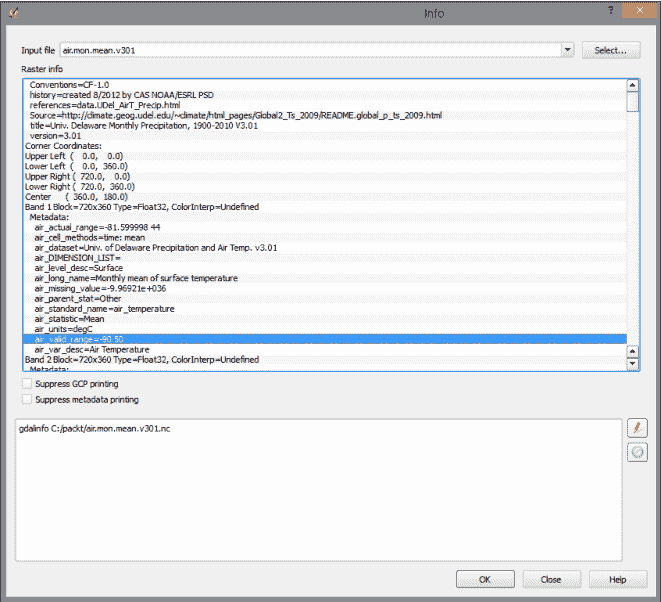 Info
?
×
Input file air.mon.mean.v301 Select...
Raster info
Conventions=CF-1.0
history=created 8/2012 by CAS NOAA/ESRL PSD
references=data.UDel_AirT_Precip.html
Source=http://climate.geog.udel.edu/~climate/html_pages/Global2_Ts_2009/README.global_p_ts_2009.html
title=Univ. Delaware Monthly Precipitation, 1900-2010 V3.01
version=3.01
Corner Coordinates:
Upper Left ( 0.0, 0.0)
Lower Left ( 0.0, 360.0)
Upper Right ( 720.0, 0.0)
Lower Right ( 720.0, 360.0)
Center ( 360.0, 180.0)
Band 1 Block=720x360 Type=Float32, ColorInterp=Undefined
Metadata:
air_actual_range=-81.599998 44
air_cell_methods=time: mean
air_dataset=Univ. of Delaware Precipitation and Air Temp. v3.01
air_DIMENSION_LIST=
air_level_desc=Surface
air_long_name=Monthly mean of surface temperature
air_missing_value=-9.96921e+036
air_parent_stat=Other
air_standard_name=air_temperature
air_statistic=Mean
air_units=degC
air_valid_range=-90 50
air_var_desc=Air Temperature
Band 2 Block=720x360 Type=Float32, ColorInterp=Undefined
Metadata:
Suppress GCP printing
Suppress metadata printing
gdalinfo C:/packt/air.mon.mean.v301.nc
OK Close Help